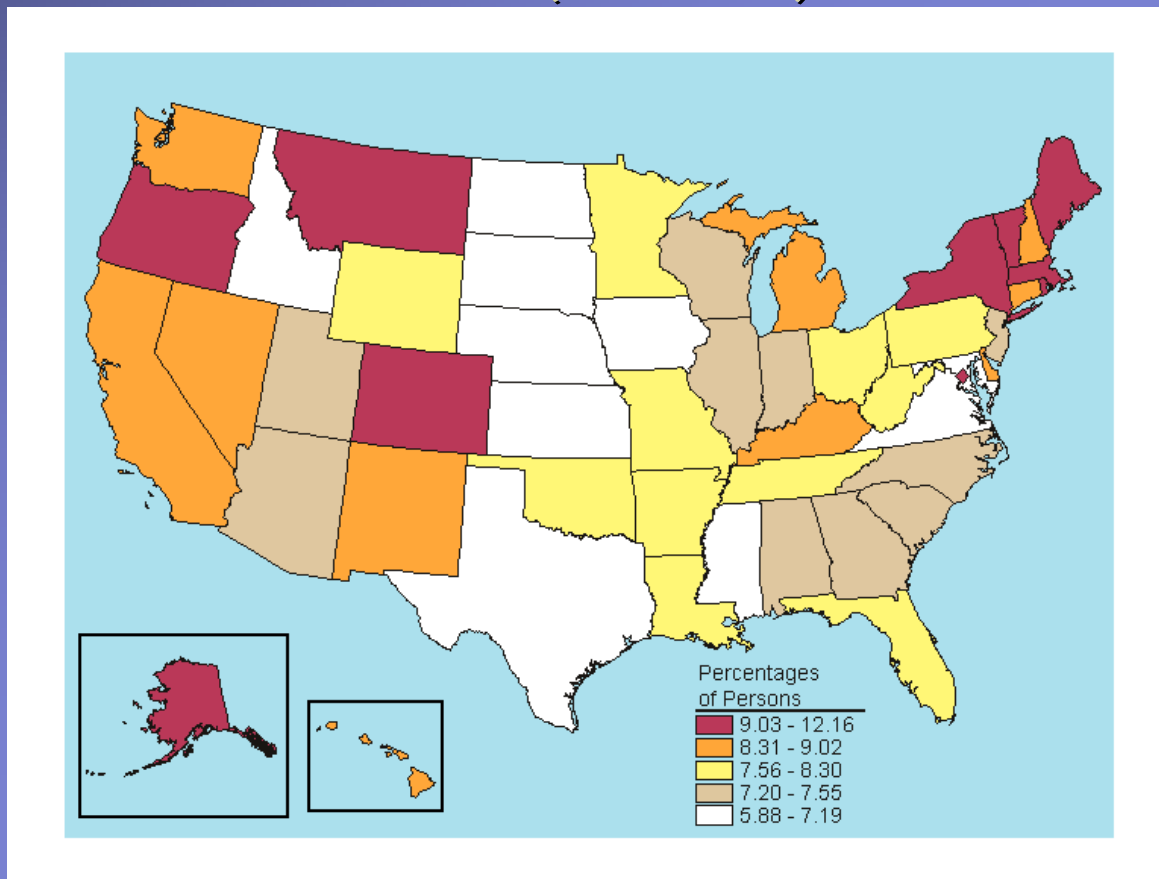 Percentages
of Persons
9.03 - 12.16
8.31 - 9.02
7.56 - 8.30
7.20 - 7.55
5.88 - 7.19